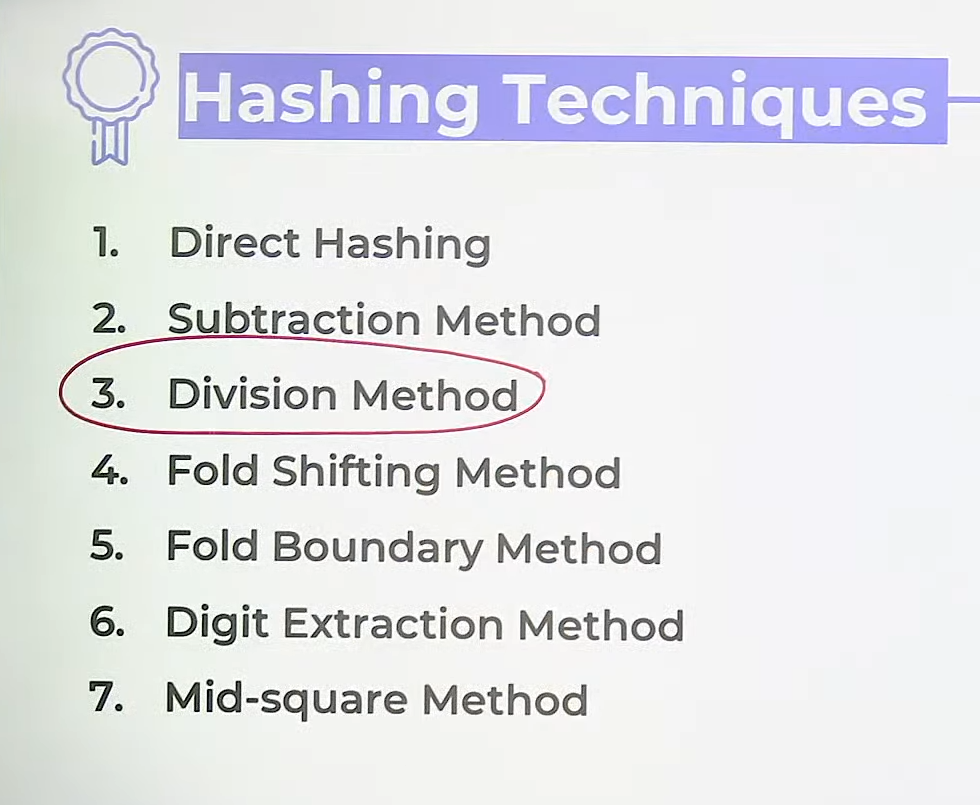 Hashing Techniques
1. Direct Hashing
2. Subtraction Method
3. Division Method
4. Fold Shifting Method
5. Fold Boundary Method
6. Digit Extraction Method
7. Mid-square Method